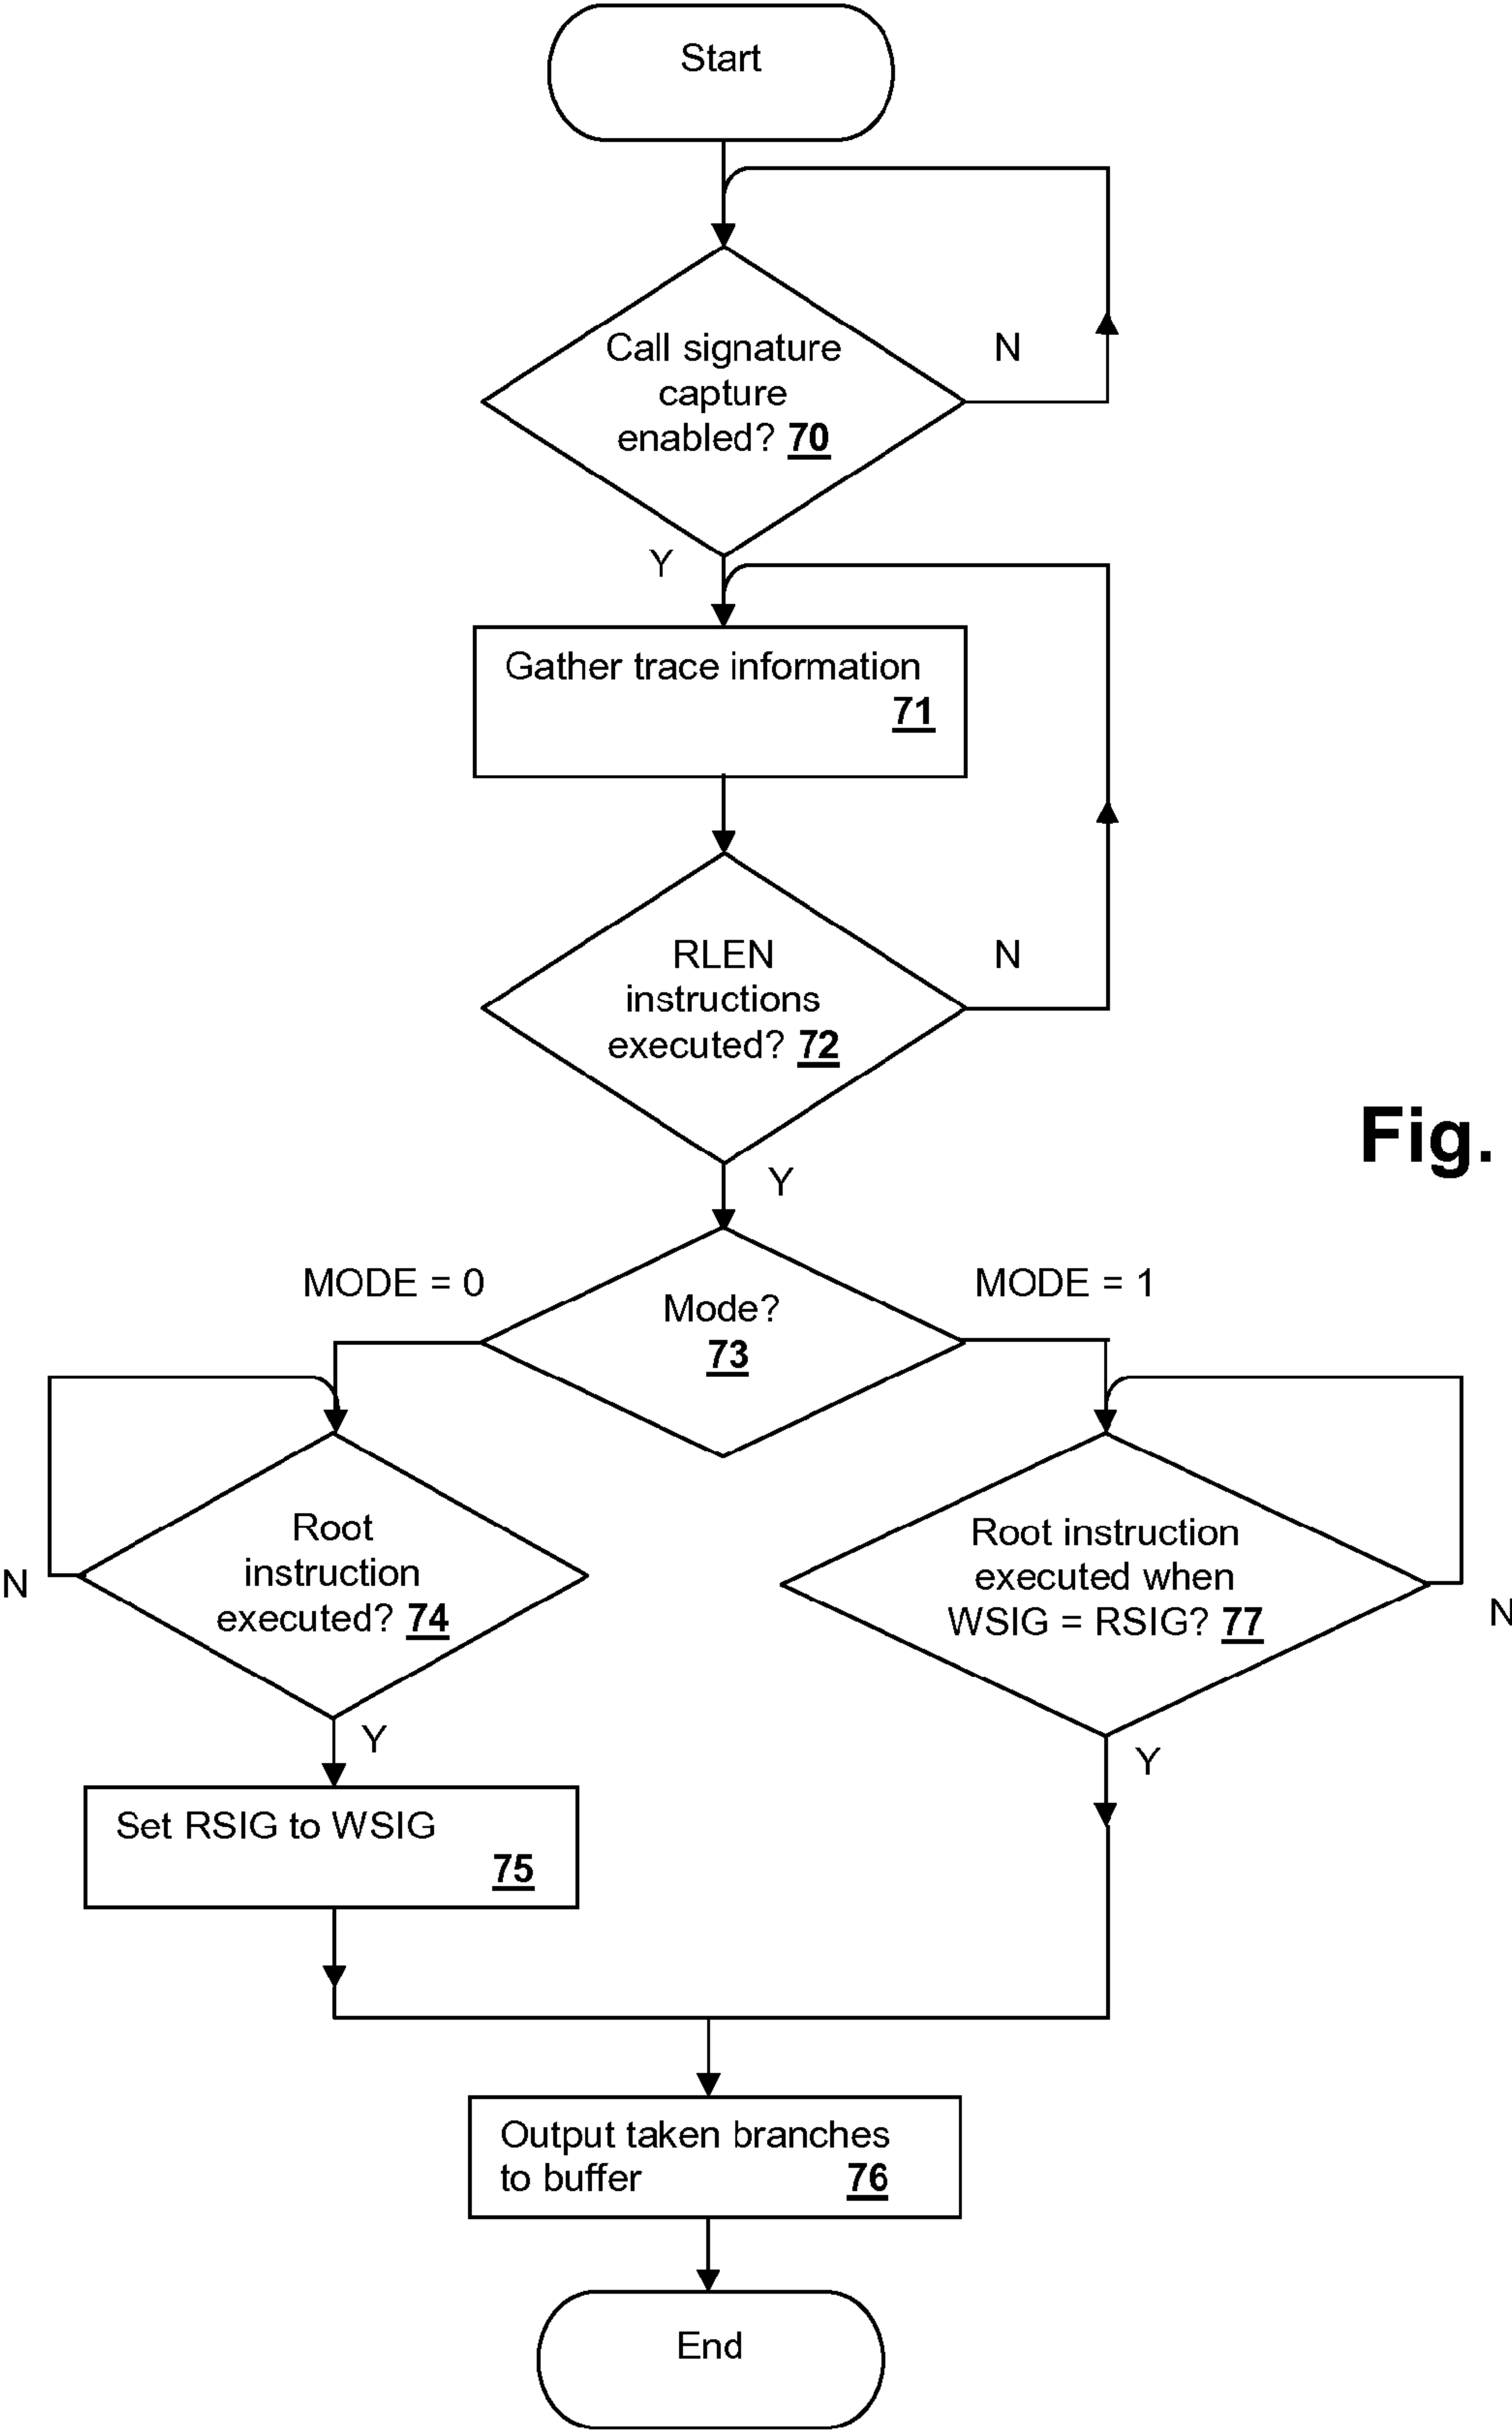 Start
Call signature
capture
enabled? 70
N
Y
Gather trace information
71
RLEN
instructions
executed? 72
N
Y
Fig.
MODE = 0
Mode?
73
MODE = 1
Root
instruction
executed? 74
N
Y
Root instruction
executed when
WSIG = RSIG? 77
N
Y
Set RSIG to WSIG
75
Output taken branches
to buffer 76
End